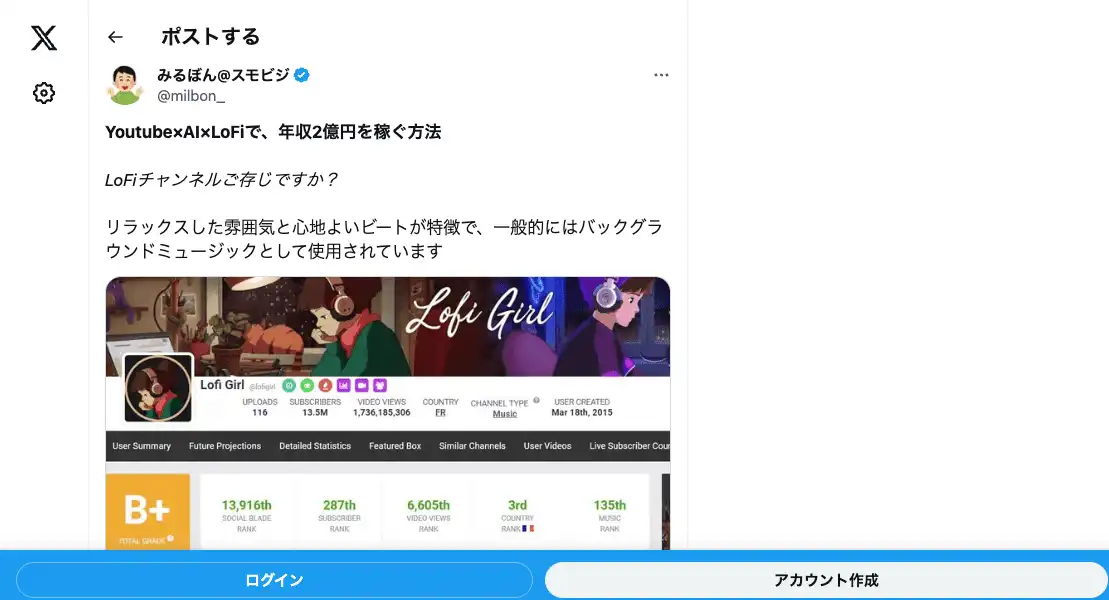 ポストする
みるぼん@スモビジ
@milbon_
Youtube×AI×LoFiで、年収2億円を稼ぐ方法
LoFiチャンネルご存じですか？
リラックスした雰囲気と心地よいビートが特徴で、一般的にはバックグラ
ウンドミュージックとして使用されています
Lofi Girl
Lofi Girl @lofigirl
UPLOADS SUBSCRIBERS VIDEO VIEWS COUNTRY CHANNEL TYPE USER CREATED
116 13.5M 1,736,185,306 FR Music Mar 18th, 2015
User Summary Future Projections Detailed Statistics Featured Box Similar Channels User Videos Live Subscriber Coun
B+
TOTAL GRADE
13,916th 287th 6,605th 3rd 135th
SOCIAL BLADE SUBSCRIBER VIDEO VIEWS COUNTRY MUSIC
RANK RANK RANK RANK RANK
ログイン アカウント作成